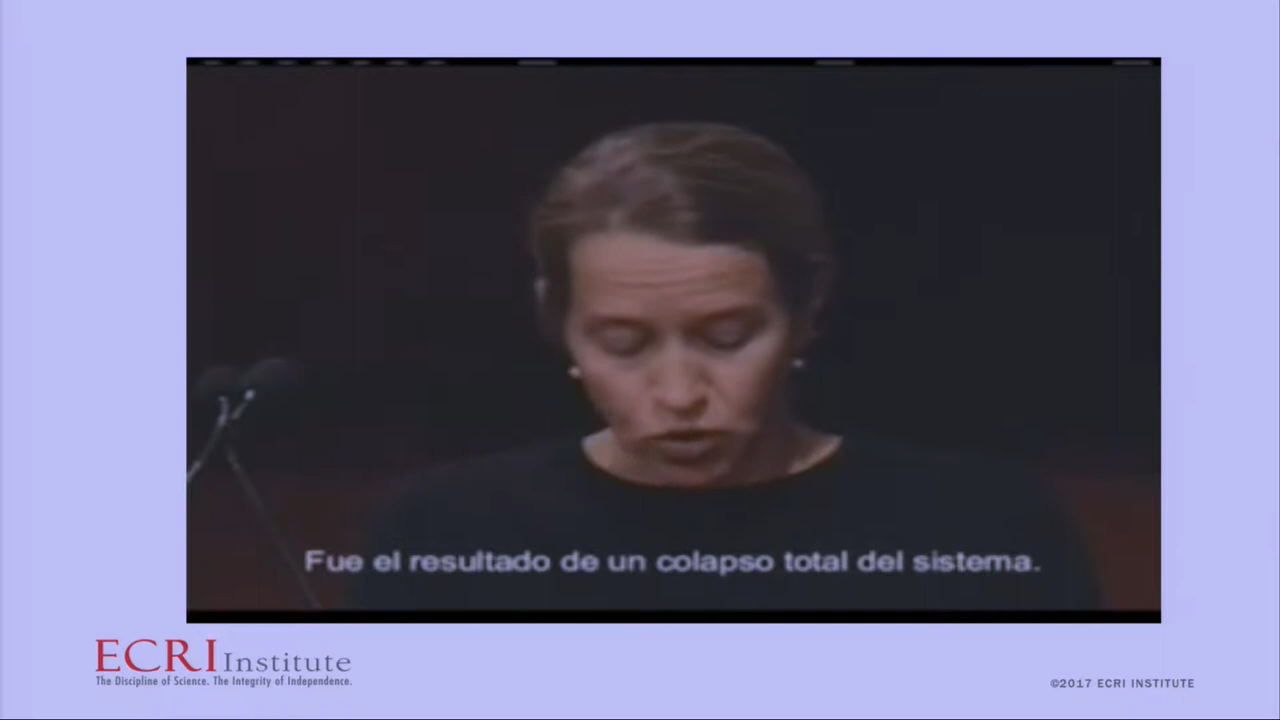 Fue el resultado de un colapso total del sistema.
ECRI Institute
The Discipline of Science. The Integrity of Independence.
©2017 ECRI INSTITUTE